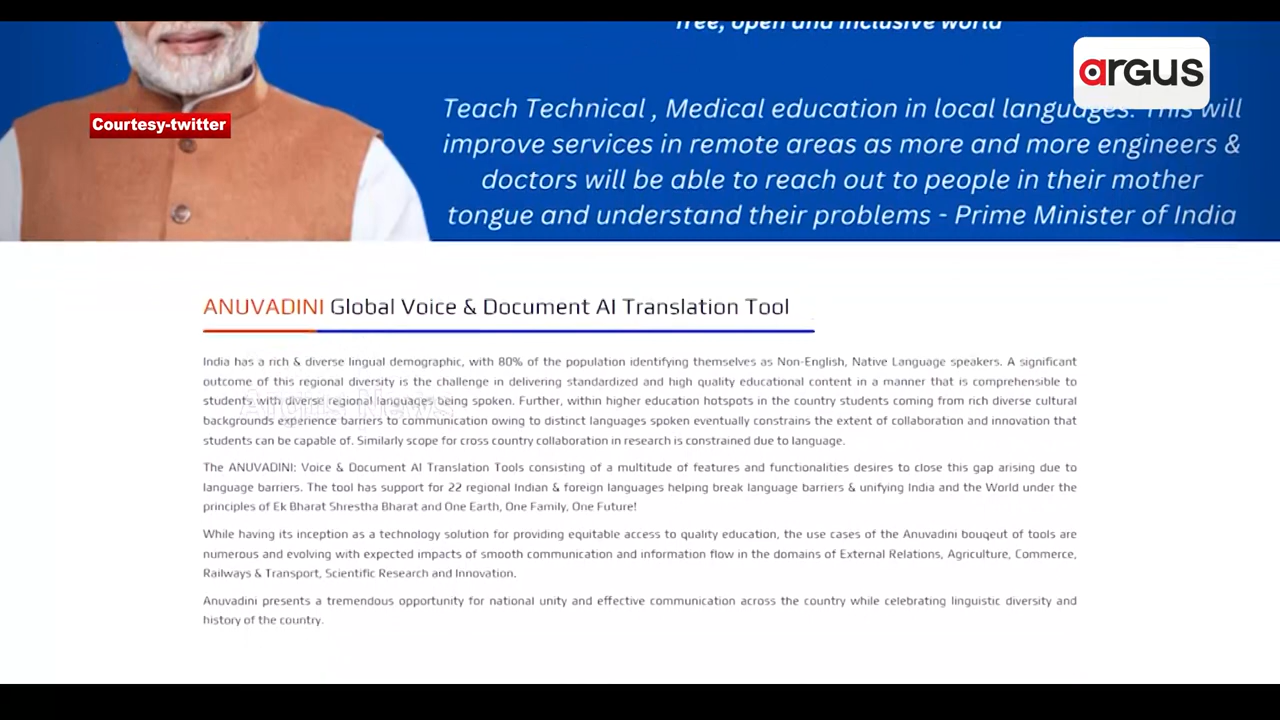 free, open and inclusive world
argus
Teach Technical , Medical education in local languages. This will
Courtesy-twitter
improve services in remote areas as more and more engineers &
doctors will be able to reach out to people in their mother
tongue and understand their problems - Prime Minister of India
ANUVADINI Global Voice & Document AI Translation Tool
India has a rich & diverse lingual demographic, with 80% of the population identifying themselves as Non-English, Native Language speakers. A significant
outcome of this regional diversity is the challenge in delivering standardized and high quality educational content in a manner that is comprehensible to
students with diverse regional languages being spoken. Further, within higher education hotspots in the country students coming from rich diverse cultural
Argus News
backgrounds experience barriers to communication owing to distinct languages spoken eventually constrains the extent of collaboration and innovation that
students can be capable of. Similarly scope for cross country collaboration in research is constrained due to language.
The ANUVADINI: Voice & Document AI Translation Tools consisting of a multitude of features and functionalities desires to close this gap arising due to
language barriers. The tool has support for 22 regional Indian & foreign languages helping break language barriers & unifying India and the World under the
principles of Ek Bharat Shrestha Bharat and One Earth, One Family, One Future!
While having its inception as a technology solution for providing equitable access to quality education, the use cases of the Anuvadini bouqeut of tools are
numerous and evolving with expected impacts of smooth communication and information flow in the domains of External Relations, Agriculture, Commerce,
Railways & Transport, Scientific Research and Innovation.
Anuvadini presents a tremendous opportunity for national unity and effective communication across the country while celebrating linguistic diversity and
history of the country.